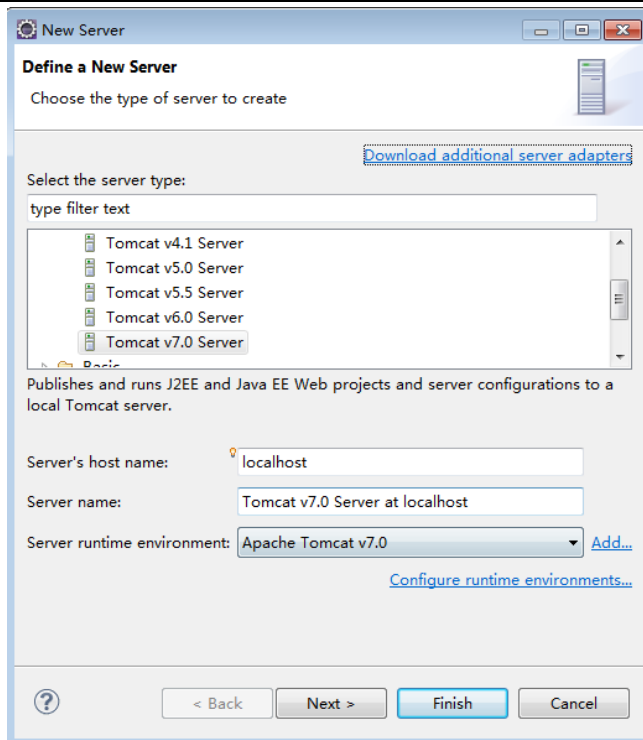 New Server
Define a New Server
Choose the type of server to create
Download additional server adapters
Select the server type:
type filter text
Tomcat v4.1 Server
Tomcat v5.0 Server
Tomcat v5.5 Server
Tomcat v6.0 Server
Tomcat v7.0 Server
Basic
Publishes and runs J2EE and Java EE Web projects and server configurations to a
local Tomcat server.
Server's host name: localhost
Server name: Tomcat v7.0 Server at localhost
Server runtime environment: Apache Tomcat v7.0 Add...
Configure runtime environments...
? < Back Next > Finish Cancel